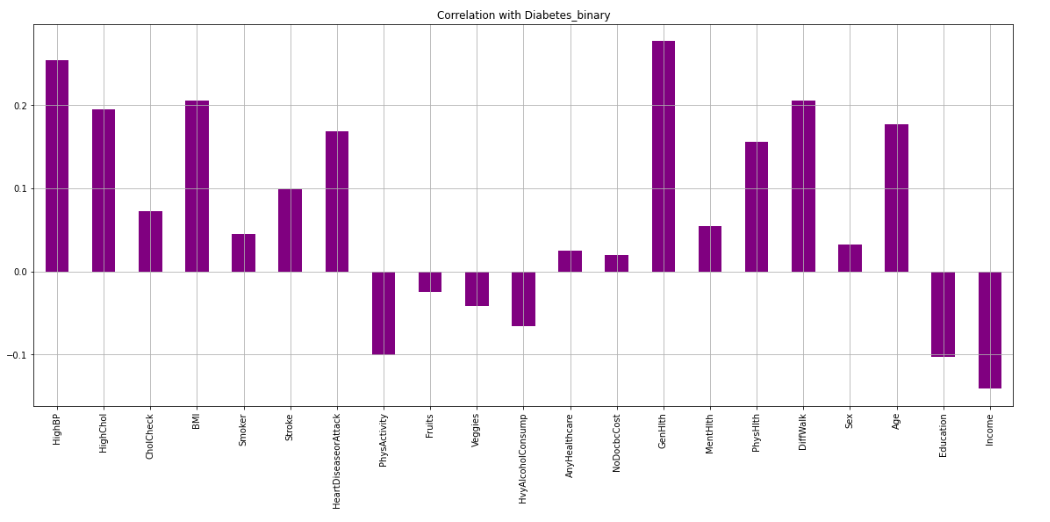 Correlation with Diabetes_binary
0.2
0.1
0.0
−0.1
HighBP
HighChol
CholCheck
BMI
Smoker
Stroke
HeartDiseaseorAttack
PhysActivity
Fruits
Veggies
HvyAlcoholConsump
AnyHealthcare
NoDocbcCost
GenHlth
MentHlth
PhysHlth
DiffWalk
Sex
Age
Education
Income